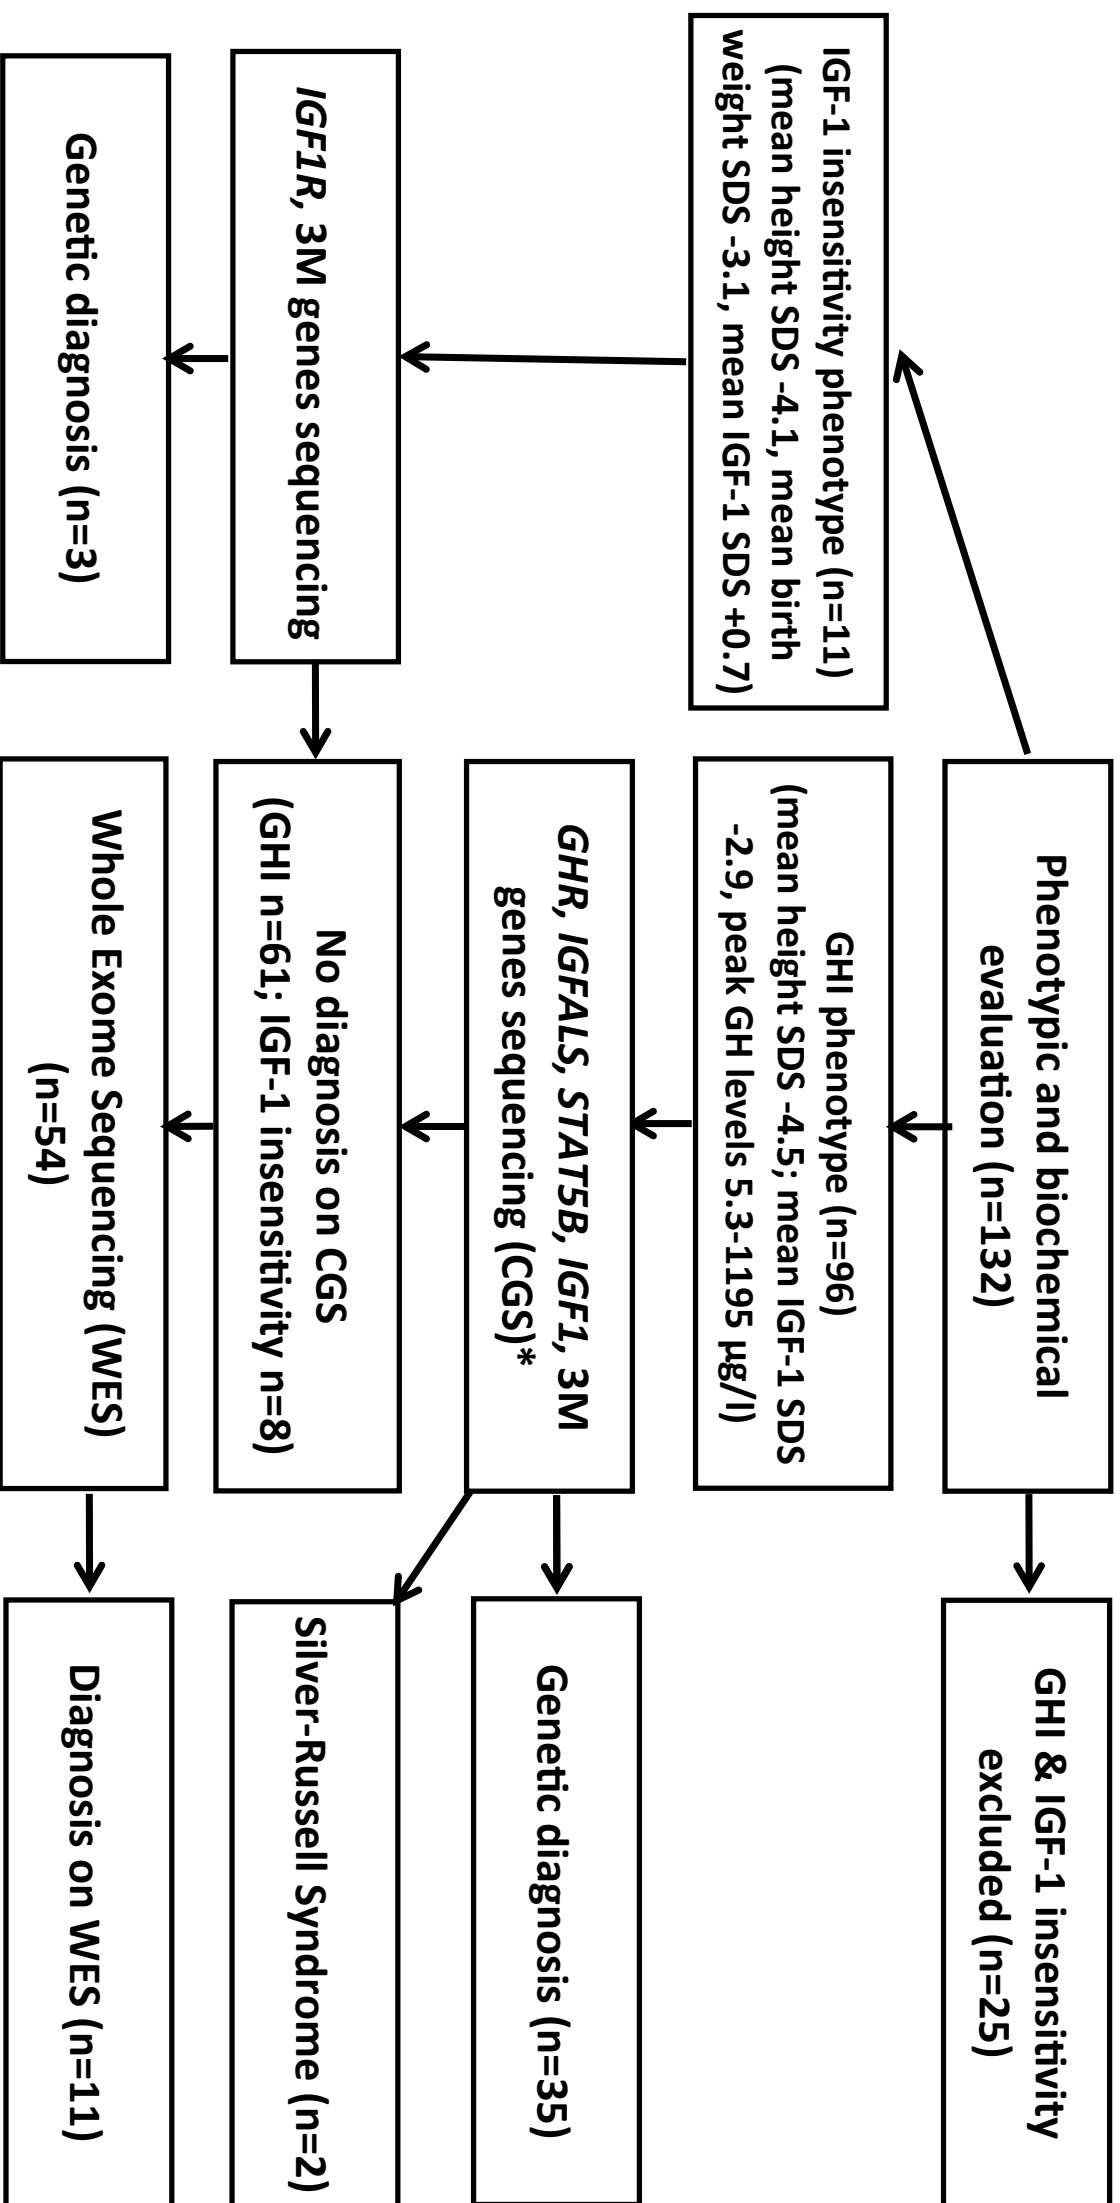 Phenotypic and biochemical
evaluation (n=132)
GHI & IGF-1 insensitivity
excluded (n=25)
IGF-1 insensitivity phenotype (n=11)
(mean height SDS -4.1, mean birth
weight SDS -3.1, mean IGF-1 SDS +0.7)
GHI phenotype (n=96)
(mean height SDS -4.5; mean IGF-1 SDS
-2.9, peak GH levels 5.3-1195 µg/l)
GHR, IGFALS, STAT5B, IGF1, 3M
genes sequencing (CGS)*
Genetic diagnosis (n=35)
IGF1R, 3M genes sequencing
No diagnosis on CGS
(GHI n=61; IGF-1 insensitivity n=8)
Silver-Russell Syndrome (n=2)
Genetic diagnosis (n=3)
Whole Exome Sequencing (WES)
(n=54)
Diagnosis on WES (n=11)